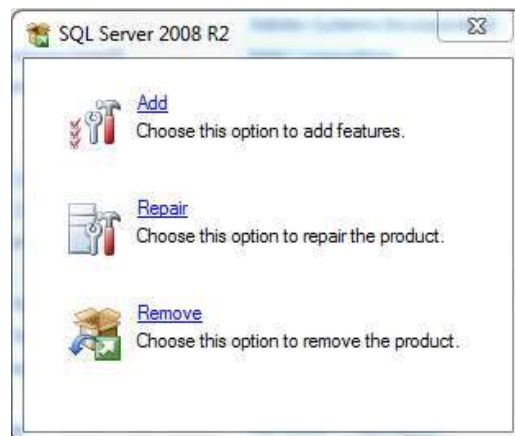 SQL Server 2008 R2
Add
Choose this option to add features.
Repair
Choose this option to repair the product.
Remove
Choose this option to remove the product.